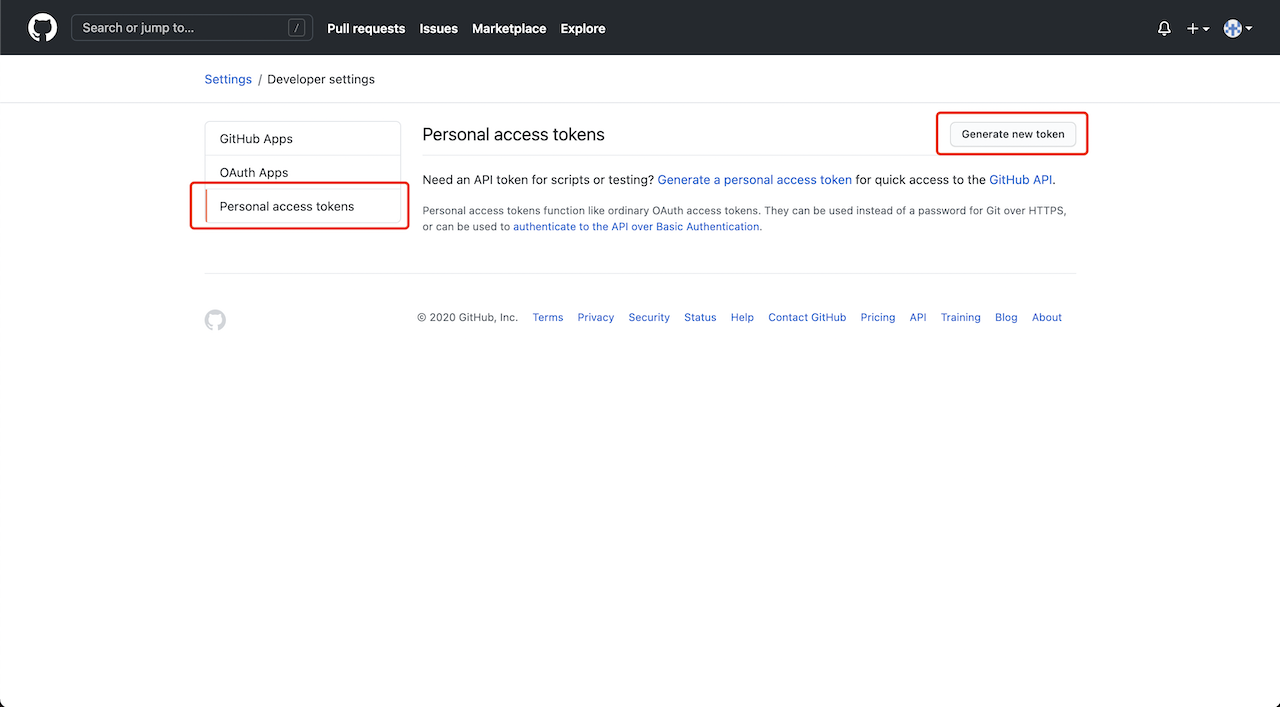 Search or jump to... /
Pull requests Issues Marketplace Explore
Settings / Developer settings
GitHub Apps
OAuth Apps
Personal access tokens
Personal access tokens
Generate new token
Need an API token for scripts or testing? Generate a personal access token for quick access to the GitHub API.
Personal access tokens function like ordinary OAuth access tokens. They can be used instead of a password for Git over HTTPS,
or can be used to authenticate to the API over Basic Authentication.
© 2020 GitHub, Inc. Terms Privacy Security Status Help Contact GitHub Pricing API Training Blog About